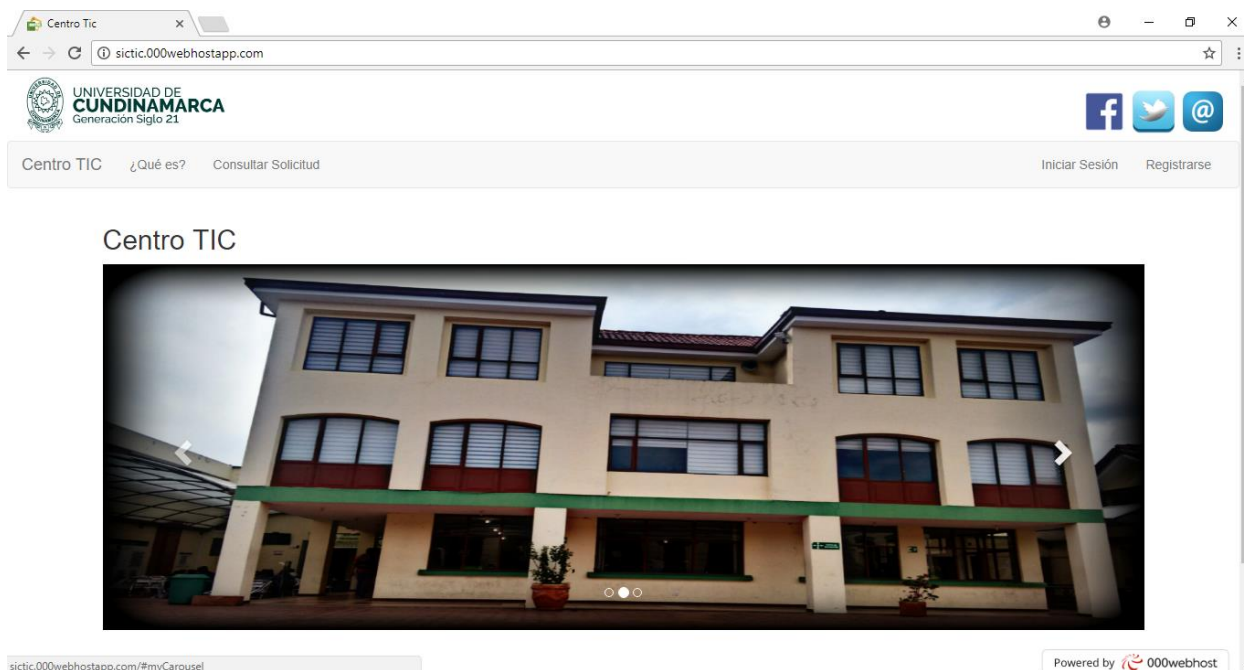 Centro Tic
sictic.000webhostapp.com
UNIVERSIDAD DE
CUNDINAMARCA
Generación Siglo 21
Centro TIC ¿Qué es? Consultar Solicitud Iniciar Sesión Registrarse
Centro TIC
sictic.000webhostapp.com/#myCarousel
Powered by 000webhost